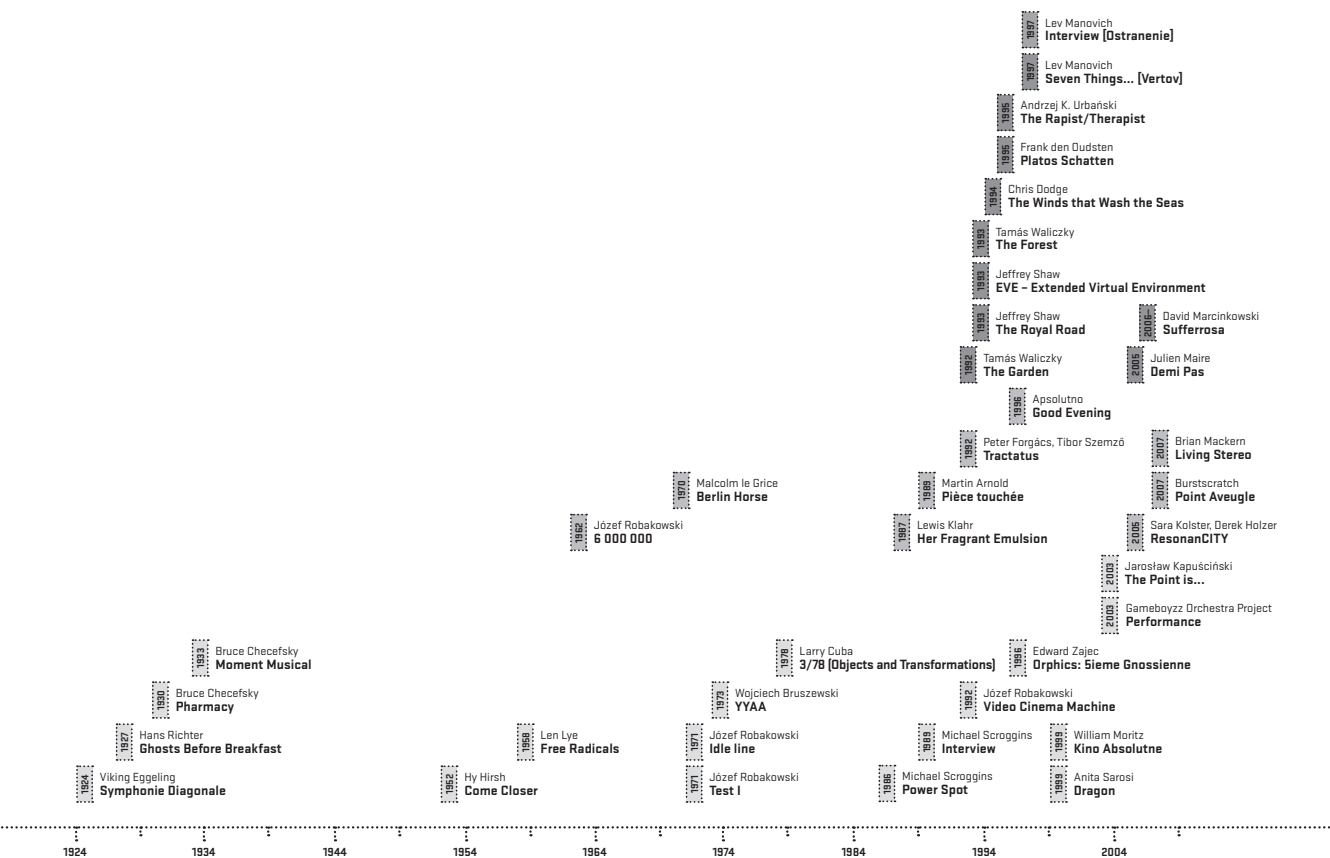 1997
Lev Manovich
Interview [Ostranenie]
1997
Lev Manovich
Seven Things... [Vertov]
1995
Andrzej K. Urbański
The Rapist/Therapist
1995
Frank den Oudsten
Platos Schatten
1994
Chris Dodge
The Winds that Wash the Seas
1993
Tamás Waliczky
The Forest
1993
Jeffrey Shaw
EVE – Extended Virtual Environment
1993
Jeffrey Shaw
The Royal Road
2006–
David Marcinkowski
Sufferrosa
1992
Tamás Waliczky
The Garden
2005
Julien Maire
Demi Pas
1996
Apsolutno
Good Evening
1992
Peter Forgács, Tibor Szemző
Tractatus
2007
Brian Mackern
Living Stereo
1970
Malcolm le Grice
Berlin Horse
1989
Martin Arnold
Pièce touchée
2007
Burstscratch
Point Aveugle
1962
Józef Robakowski
6 000 000
1987
Lewis Klahr
Her Fragrant Emulsion
2005
Sara Kolster, Derek Holzer
ResonanCITY
2003
Jarosław Kapuściński
The Point is...
2003
Gameboyzz Orchestra Project
Performance
1933
Bruce Checefsky
Moment Musical
1978
Larry Cuba
3/78 (Objects and Transformations)
1996
Edward Zajec
Orphics: 5ieme Gnossienne
1930
Bruce Checefsky
Pharmacy
1973
Wojciech Bruszewski
YYAA
1992
Józef Robakowski
Video Cinema Machine
1927
Hans Richter
Ghosts Before Breakfast
1958
Len Lye
Free Radicals
1971
Józef Robakowski
Idle line
1989
Michael Scroggins
Interview
1999
William Moritz
Kino Absolutne
1924
Viking Eggeling
Symphonie Diagonale
1952
Hy Hirsh
Come Closer
1971
Józef Robakowski
Test I
1986
Michael Scroggins
Power Spot
1999
Anita Sarosi
Dragon
1924 1934 1944 1954 1964 1974 1984 1994 2004